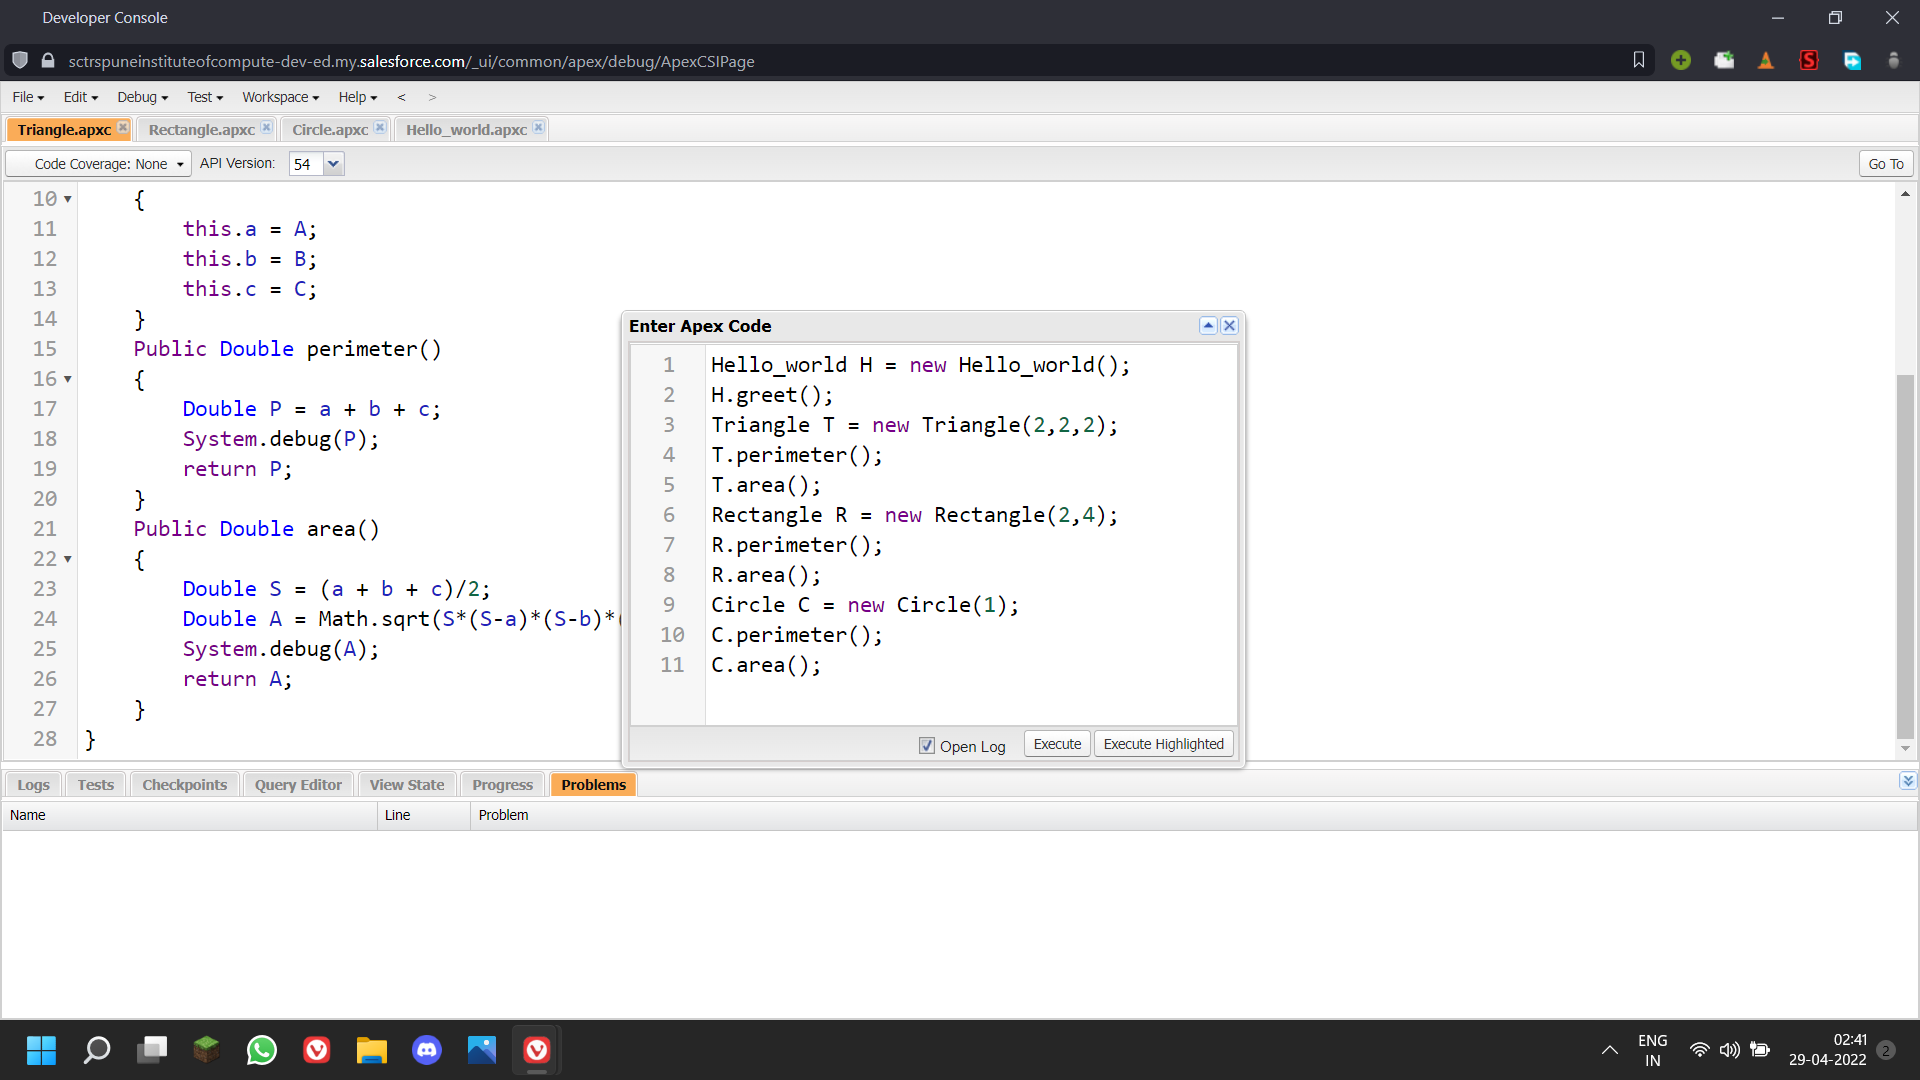 Developer Console
sctrspuneinstituteofcompute-dev-ed.my.salesforce.com/_ui/common/apex/debug/ApexCSIPage
File Edit Debug Test Workspace Help < >
Triangle.apxc Rectangle.apxc Circle.apxc Hello_world.apxc
Code Coverage: None API Version: 54 Go To
10 {
11 this.a = A;
12 this.b = B;
13 this.c = C;
14 }
15 Public Double perimeter()
16 {
17 Double P = a + b + c;
18 System.debug(P);
19 return P;
20 }
21 Public Double area()
22 {
23 Double S = (a + b + c)/2;
24 Double A = Math.sqrt(S*(S-a)*(S-b)*(
25 System.debug(A);
26 return A;
27 }
28 }
Enter Apex Code
1 Hello_world H = new Hello_world();
2 H.greet();
3 Triangle T = new Triangle(2,2,2);
4 T.perimeter();
5 T.area();
6 Rectangle R = new Rectangle(2,4);
7 R.perimeter();
8 R.area();
9 Circle C = new Circle(1);
10 C.perimeter();
11 C.area();
Open Log Execute Execute Highlighted
Logs Tests Checkpoints Query Editor View State Progress Problems
Name Line Problem
ENG
IN
02:41
29-04-2022
2